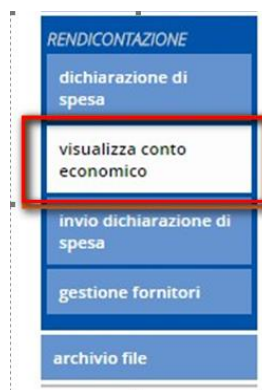 RENDICONTAZIONE
dichiarazione di
spesa
visualizza conto
economico
invio dichiarazione di
spesa
gestione fornitori
archivio file